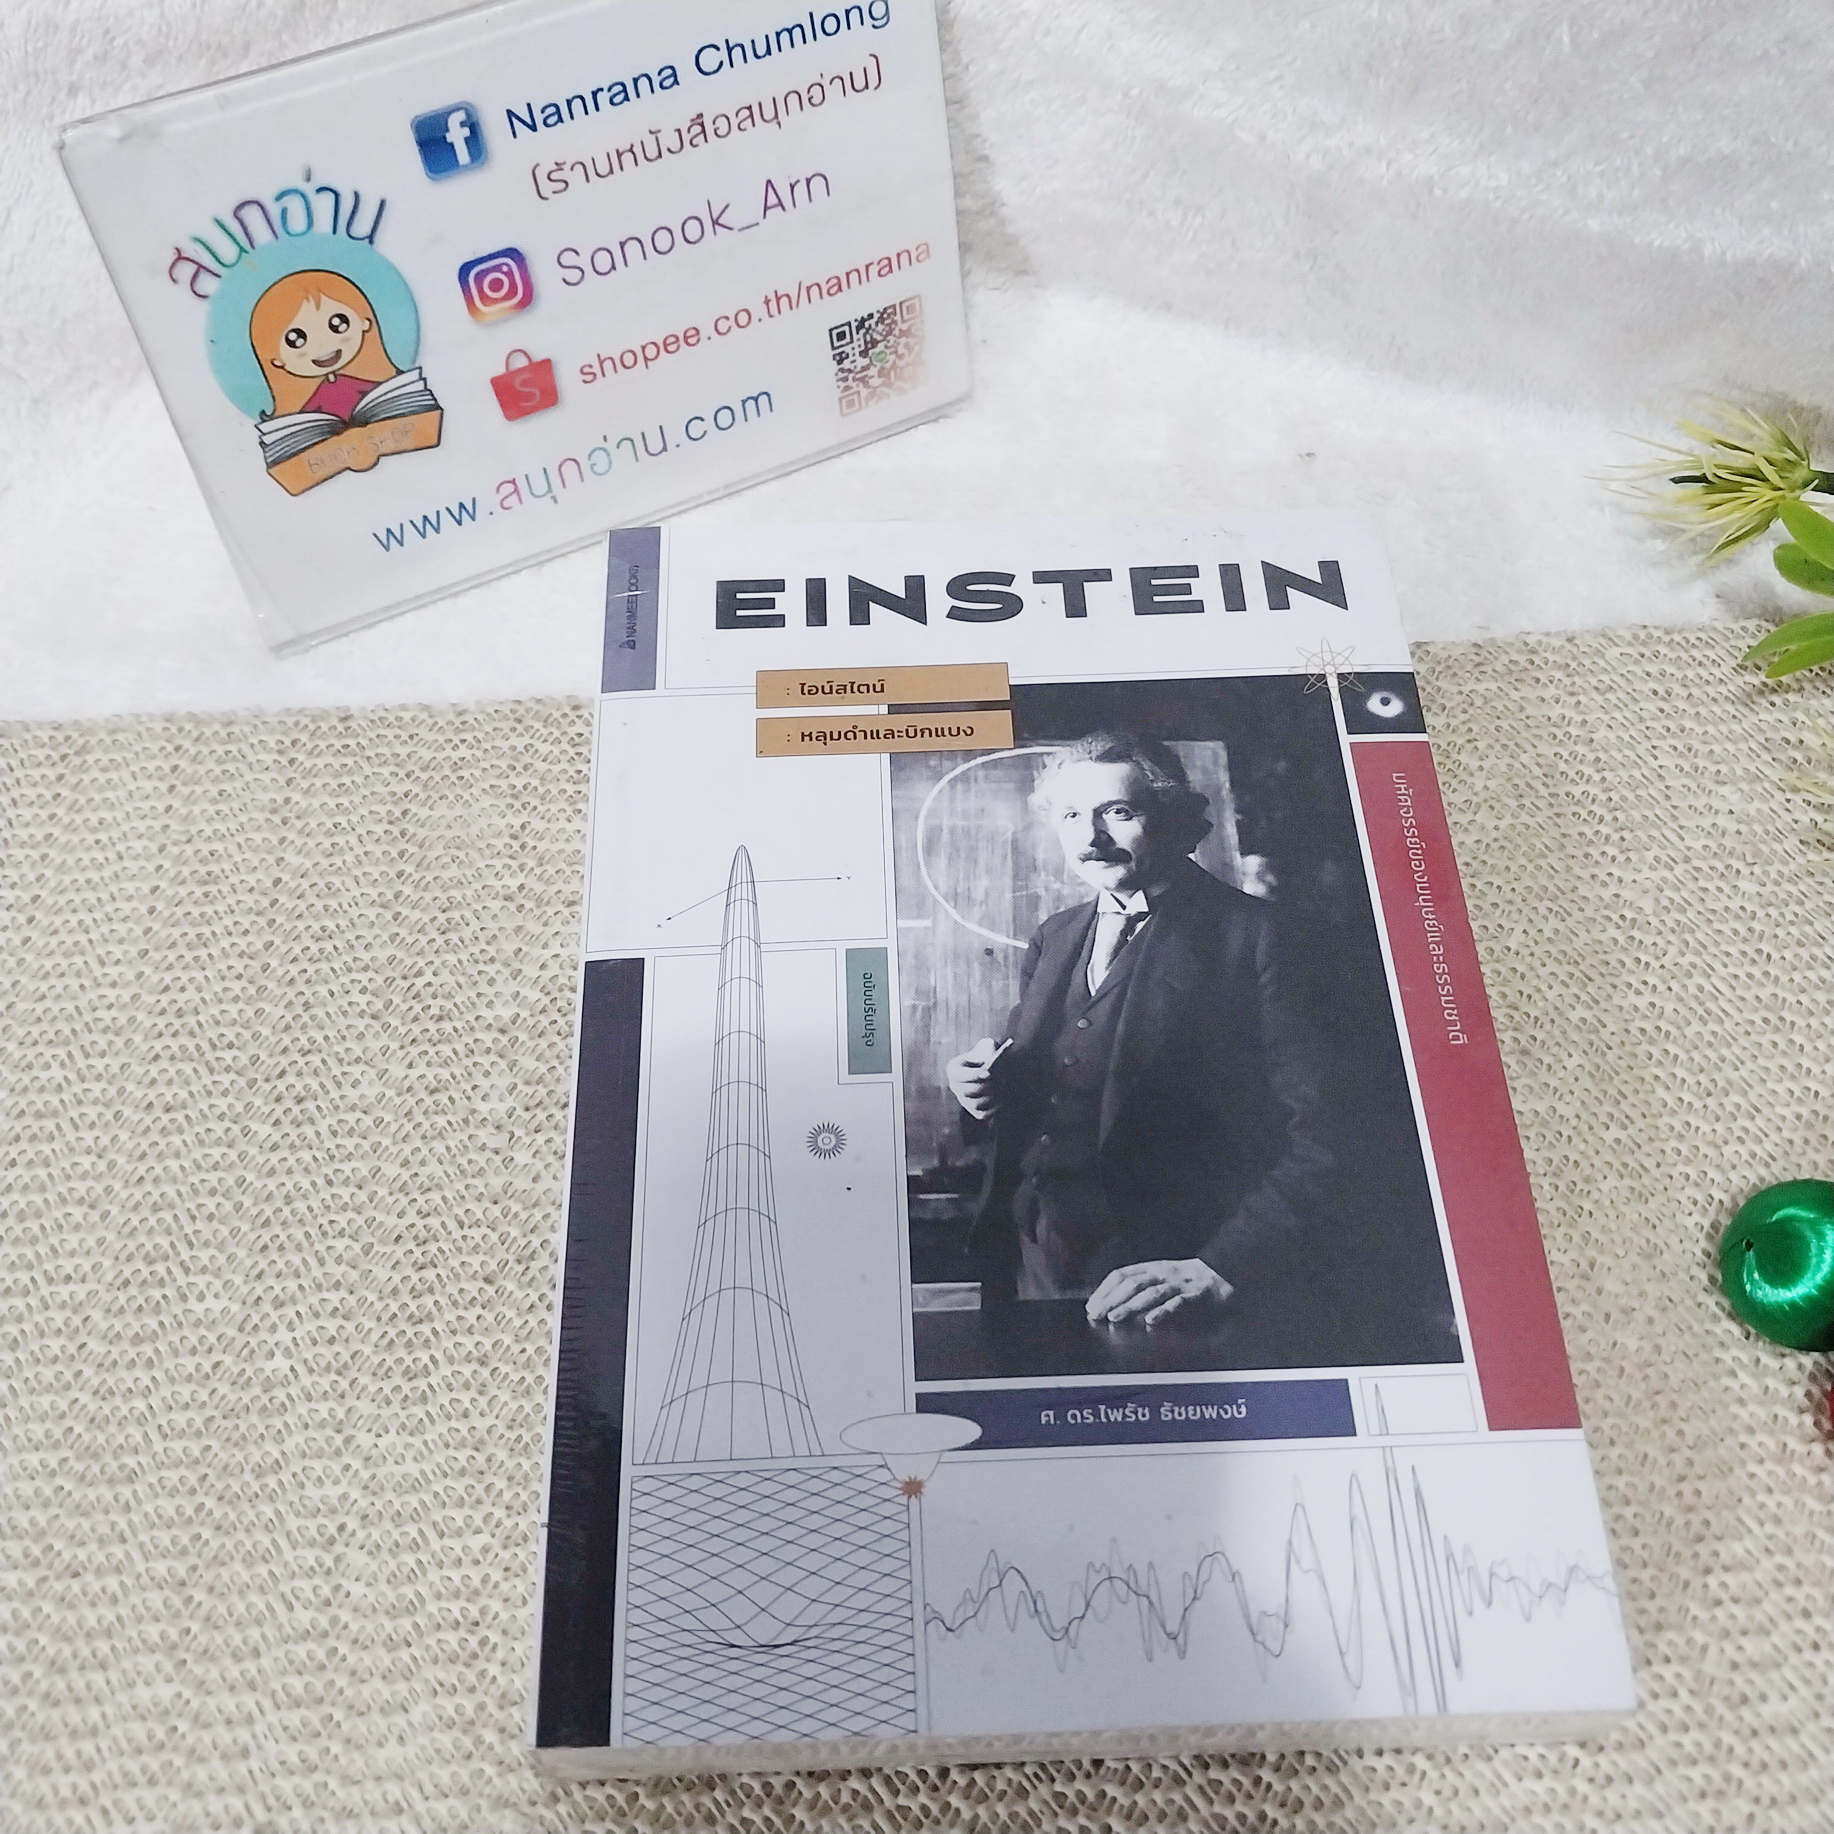 Nanrana Chumlong
(ร้านหนังสือสนุกอ่าน)
สนุกอ่าน
Sanook_Arn
shopee.co.th/nanrana
BOOK SHOP
www.สนุกอ่าน.com
NANMEEBOOKS
EINSTEIN
: ไอน์สไตน์
: หลุมดำและบิกแบง
มหัศจรรย์ของมนุษย์และธรรมชาติ
Y
X
ฉบับปรับปรุง
ศ. ดร.ไพรัช ธัชยพงษ์